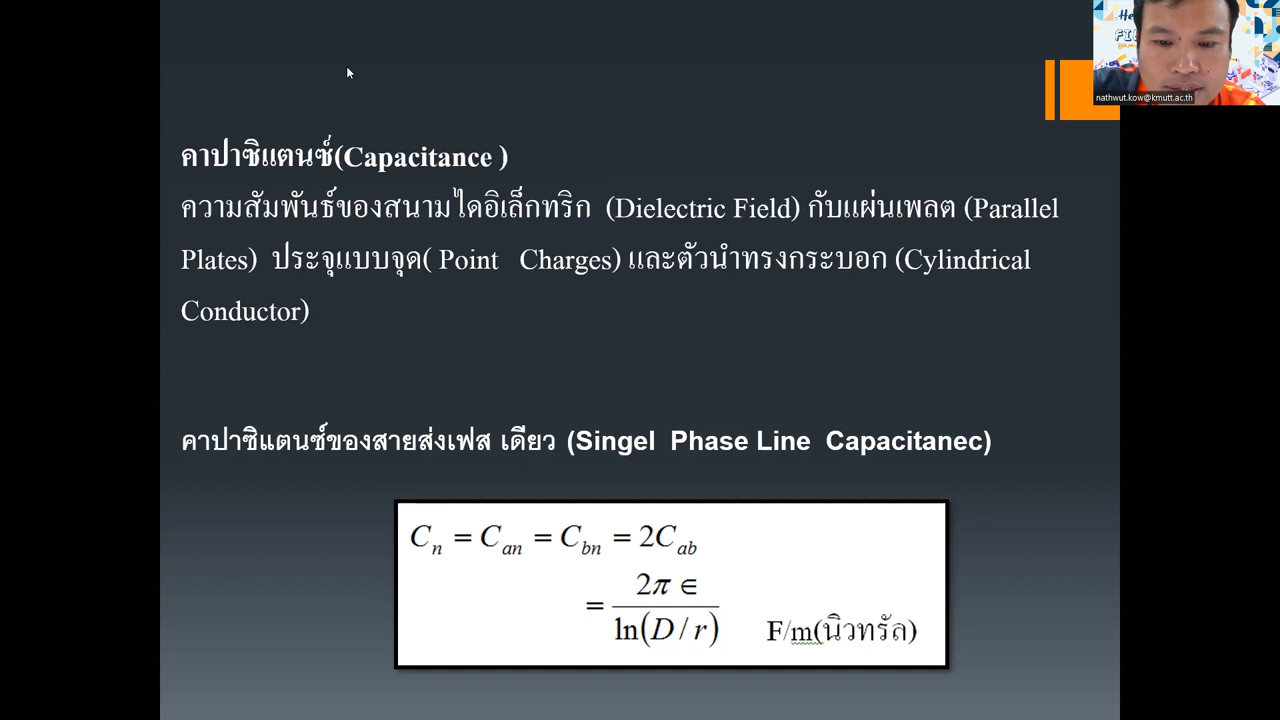 He
FI
@kmu
nathwut.kow@kmutt.ac.th
คาปาซิแตนซ์(Capacitance )
ความสัมพันธ์ของสนามไดอิเล็กทริก (Dielectric Field) กับแผ่นเพลต (Parallel
Plates) ประจุแบบจุด( Point Charges) และตัวนำทรงกระบอก (Cylindrical
Conductor)
คาปาซิแตนซ์ของสายส่งเฟส เดียว (Singel Phase Line Capacitanec)
C_n = C_an = C_bn = 2C_ab
= 2π ∈ / ln(D / r) F/m(นิวทรัล)